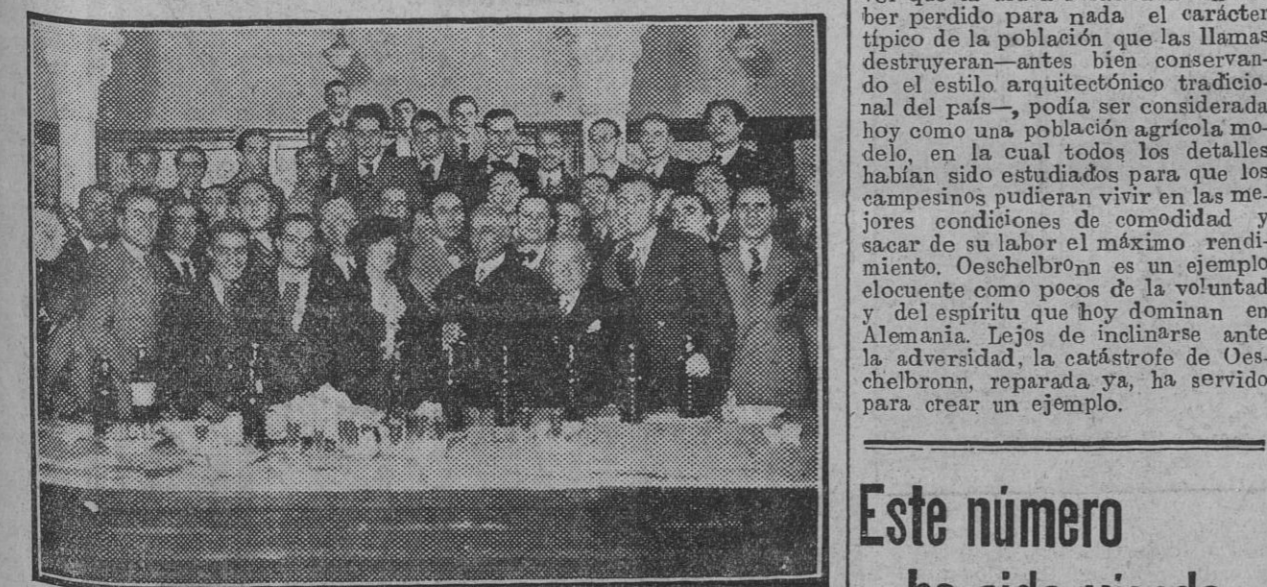 ber perdido para nada el carácter
típico de la población que las llamas
destruyeran—antes bien conservan-
do el estilo arquitectónico tradicio-
nal del país—, podía ser considerada
hoy como una población agrícola mo-
delo, en la cual todos los detalles
habían sido estudiados para que los
campesinos pudieran vivir en las me-
jores condiciones de comodidad y
sacar de su labor el máximo rendi-
miento. Oeschelbronn es un ejemplo
elocuente como pocos de la voluntad
y del espíritu que hoy dominan en
Alemania. Lejos de inclinarse ante
la adversidad, la catástrofe de Oes-
chelbronn, reparada ya, ha servido
para crear un ejemplo.
Este número
ha sido visado